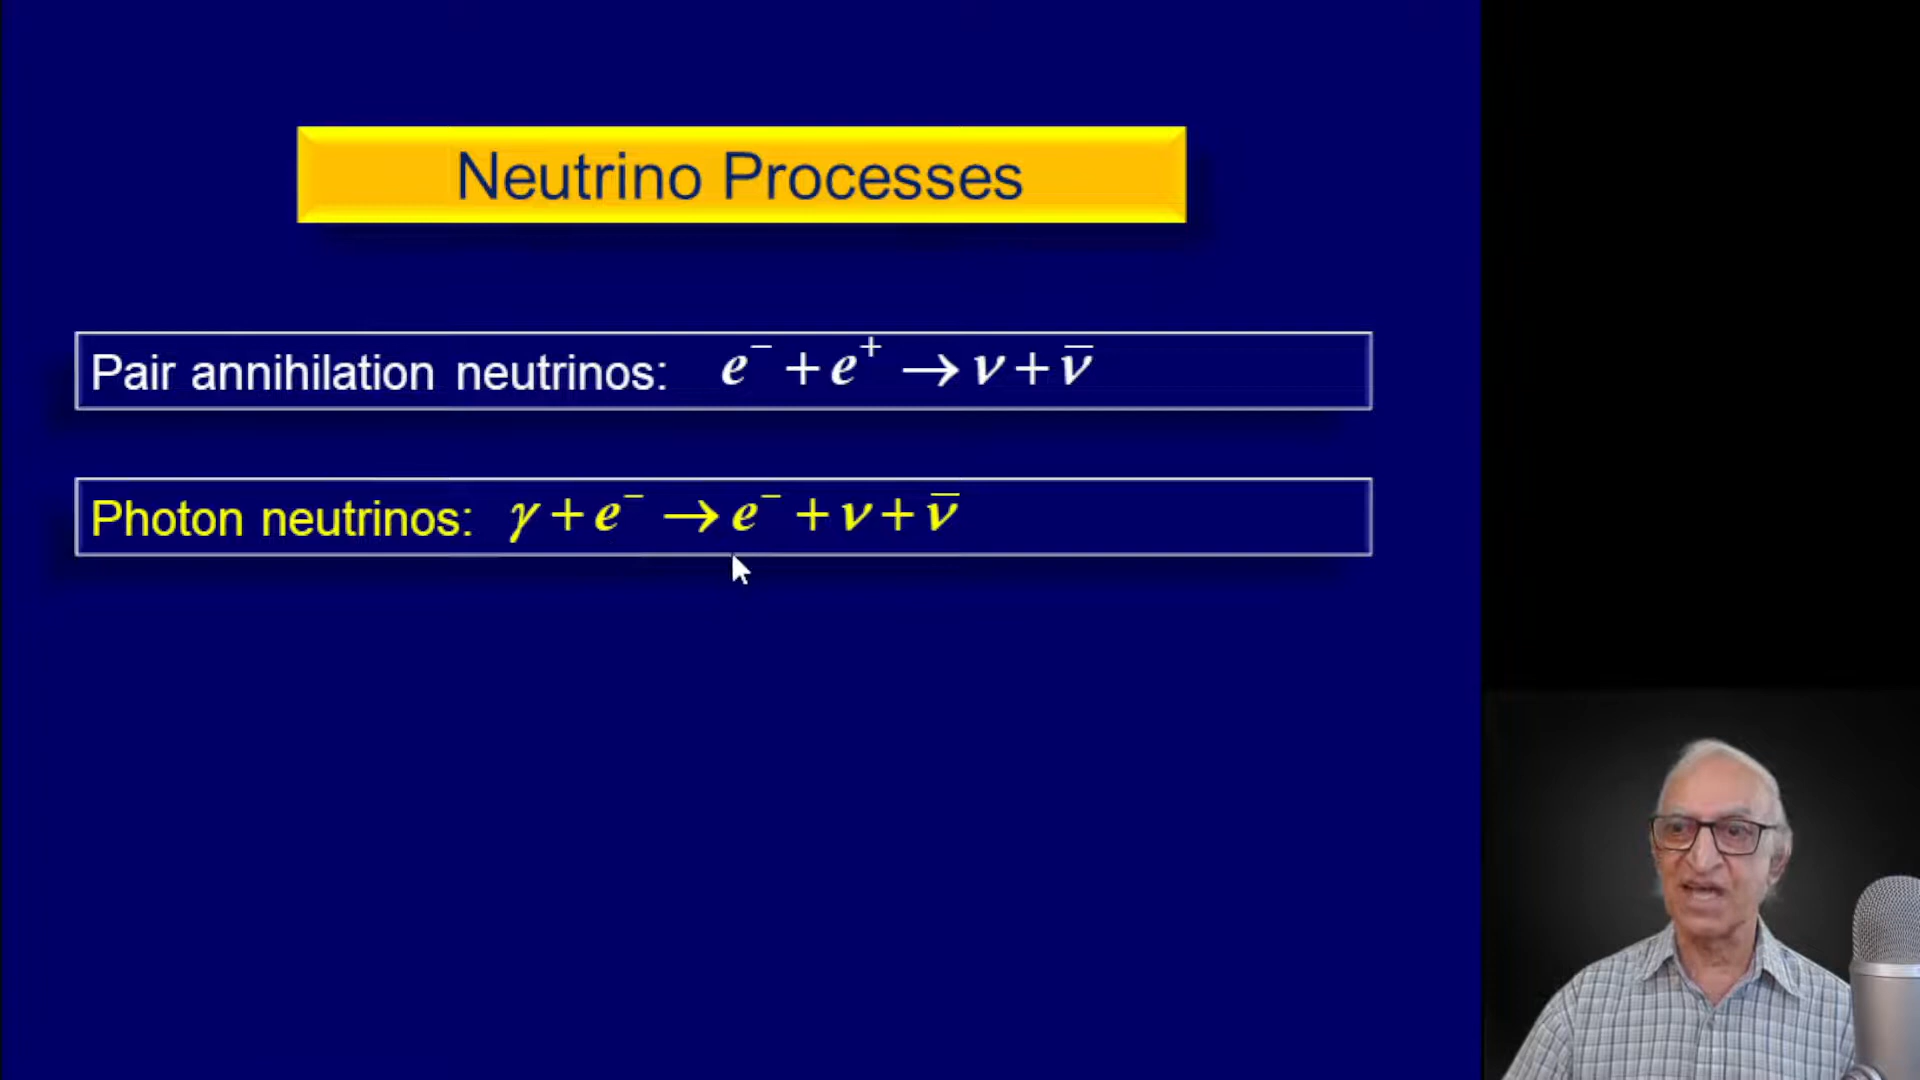 Neutrino Processes
Pair annihilation neutrinos: e⁻ + e⁺ → ν + ν̅
Photon neutrinos: γ + e⁻ → e⁻ + ν + ν̅